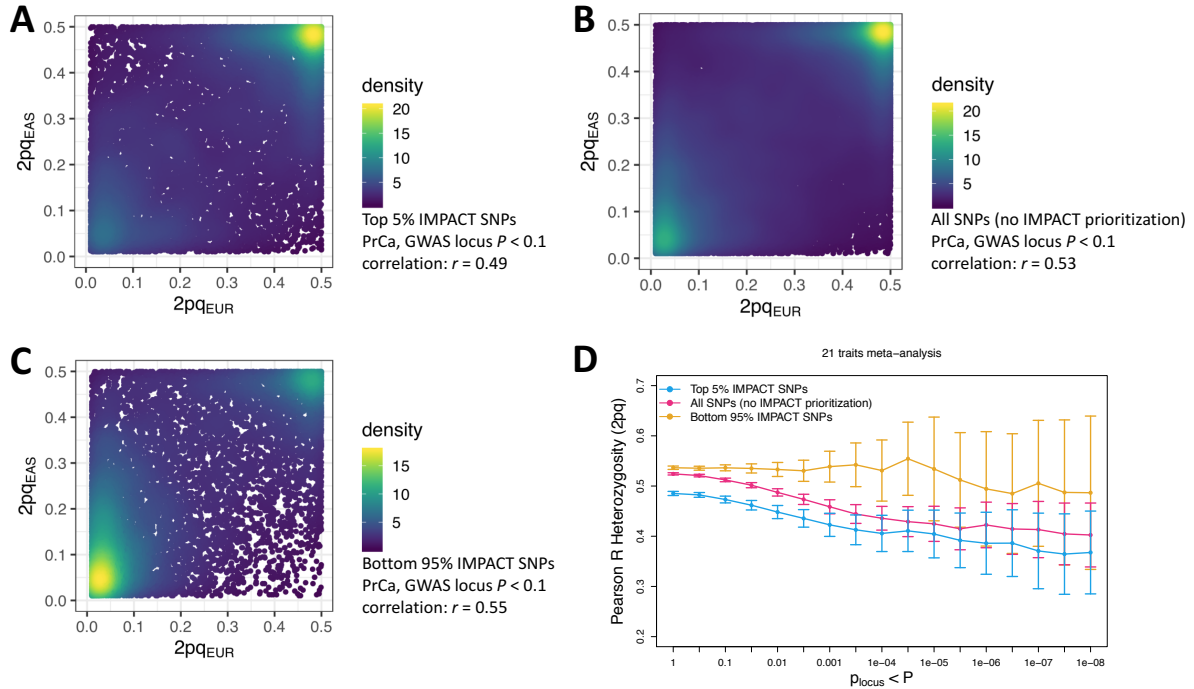 A
0.5
0.4
0.3
0.2
0.1
0.0
2pqEAS
0.0 0.1 0.2 0.3 0.4 0.5
2pqEUR
density
20
15
10
5
Top 5% IMPACT SNPs
PrCa, GWAS locus P < 0.1
correlation: r = 0.49
B
0.5
0.4
0.3
0.2
0.1
0.0
2pqEAS
0.0 0.1 0.2 0.3 0.4 0.5
2pqEUR
density
20
15
10
5
All SNPs (no IMPACT prioritization)
PrCa, GWAS locus P < 0.1
correlation: r = 0.53
C
0.5
0.4
0.3
0.2
0.1
0.0
2pqEAS
0.0 0.1 0.2 0.3 0.4 0.5
2pqEUR
density
15
10
5
Bottom 95% IMPACT SNPs
PrCa, GWAS locus P < 0.1
correlation: r = 0.55
D
21 traits meta−analysis
Top 5% IMPACT SNPs
All SNPs (no IMPACT prioritization)
Bottom 95% IMPACT SNPs
0.7
0.6
0.5
0.4
0.3
0.2
Pearson R Heterozygosity (2pq)
1 0.1 0.01 0.001 1e−04 1e−05 1e−06 1e−07 1e−08
plocus < P